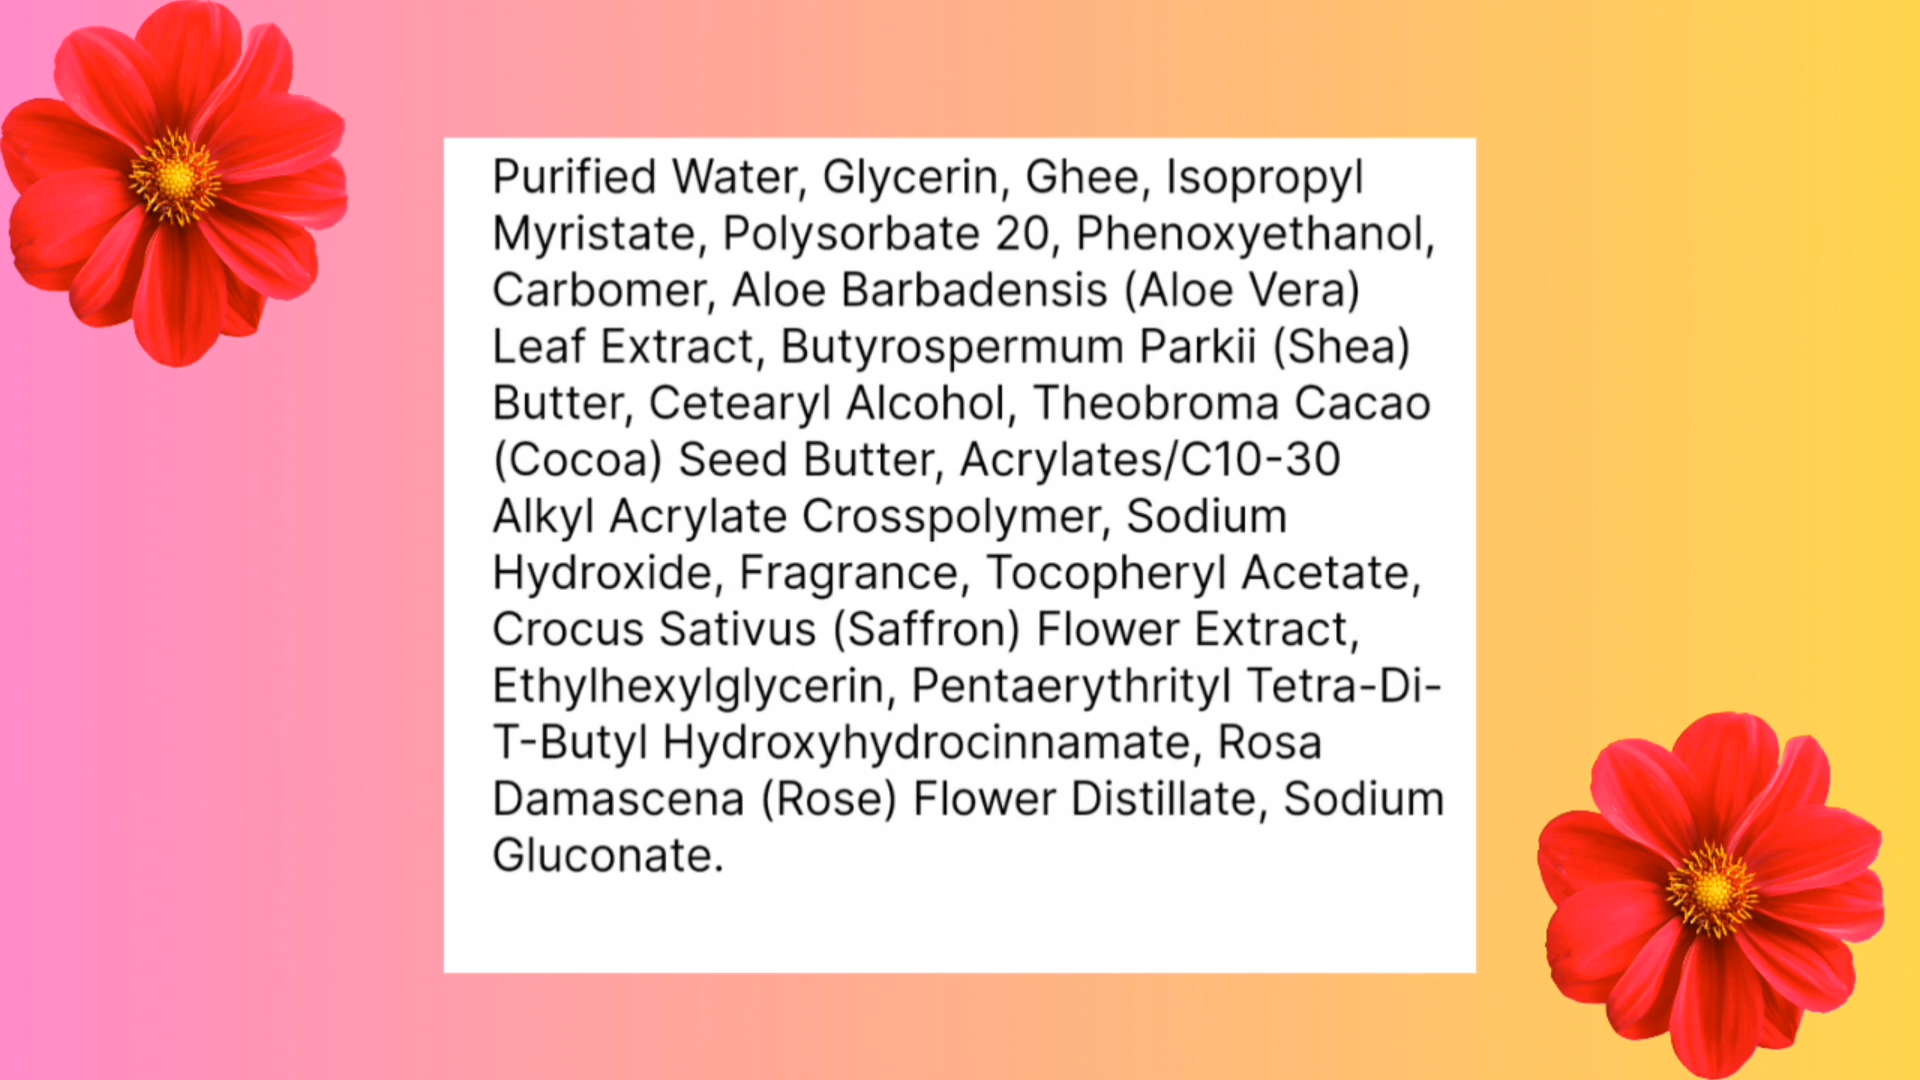 Purified Water, Glycerin, Ghee, Isopropyl
Myristate, Polysorbate 20, Phenoxyethanol,
Carbomer, Aloe Barbadensis (Aloe Vera)
Leaf Extract, Butyrospermum Parkii (Shea)
Butter, Cetearyl Alcohol, Theobroma Cacao
(Cocoa) Seed Butter, Acrylates/C10-30
Alkyl Acrylate Crosspolymer, Sodium
Hydroxide, Fragrance, Tocopheryl Acetate,
Crocus Sativus (Saffron) Flower Extract,
Ethylhexylglycerin, Pentaerythrityl Tetra-Di-
T-Butyl Hydroxyhydrocinnamate, Rosa
Damascena (Rose) Flower Distillate, Sodium
Gluconate.